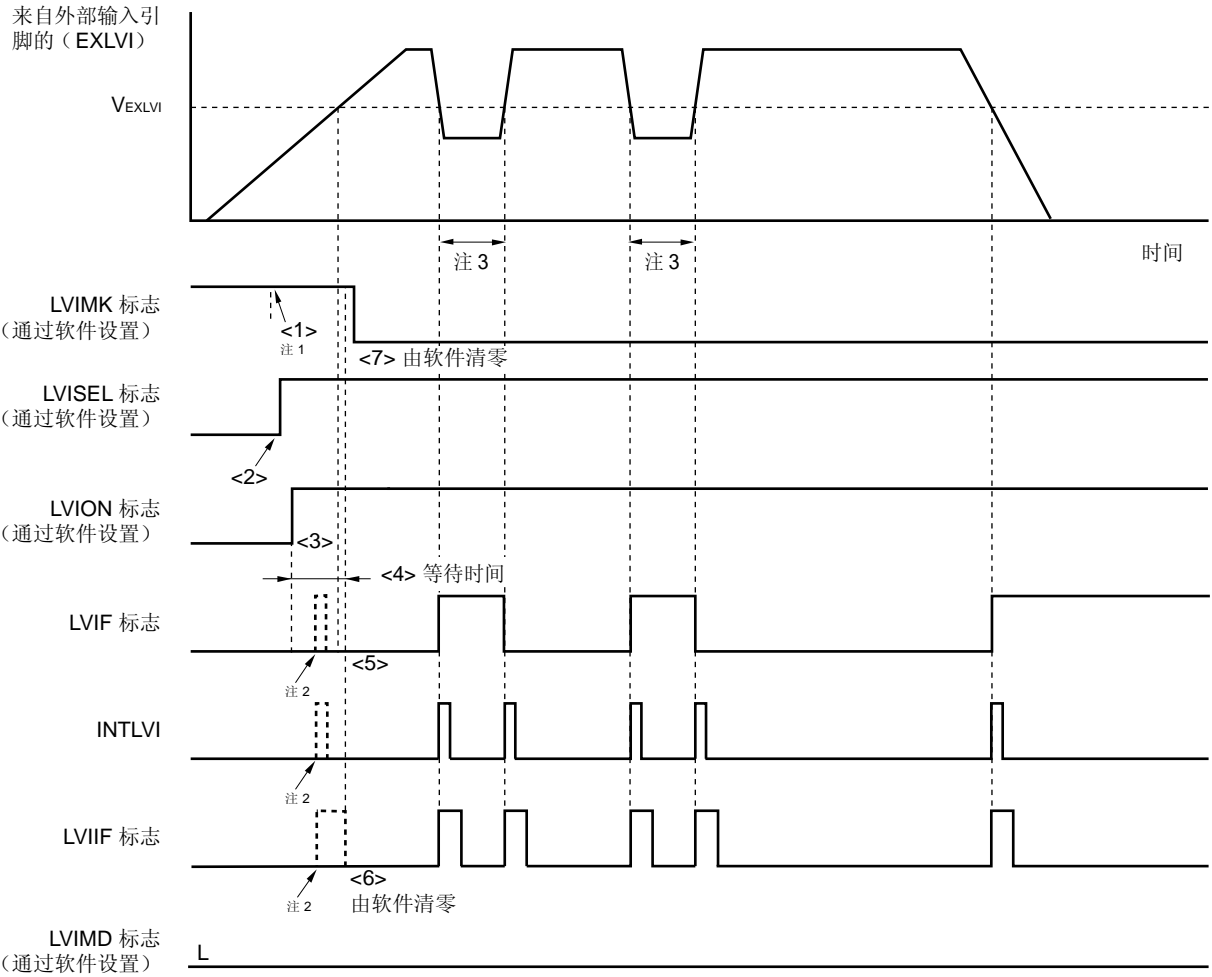 来自外部输入引
脚的（EXLVI）
VEXLVI
注 3
注 3
时间
LVIMK 标志
（通过软件设置）
<1>
注 1
<7> 由软件清零
LVISEL 标志
（通过软件设置）
<2>
LVION 标志
（通过软件设置）
<3>
<4> 等待时间
LVIF 标志
<5>
注 2
INTLVI
注 2
LVIIF 标志
<6>
由软件清零
注 2
LVIMD 标志
（通过软件设置）
L